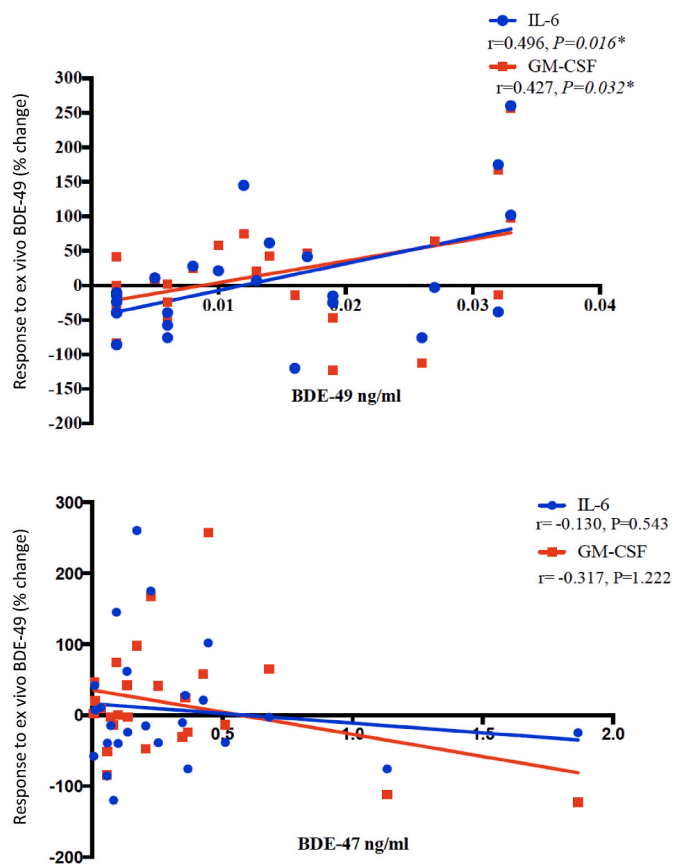 IL-6
r=0.496, P=0.016*
GM-CSF
r=0.427, P=0.032*
300
250
200
150
100
50
0
-50
-100
-150
-200
0.01
0.02
0.03
0.04
Response to ex vivo BDE-49 (% change)
BDE-49 ng/ml
IL-6
r= -0.130, P=0.543
GM-CSF
r= -0.317, P=1.222
300
200
100
0
-100
-200
0.5
1.0
1.5
2.0
Response to ex vivo BDE-49 (% change)
BDE-47 ng/ml